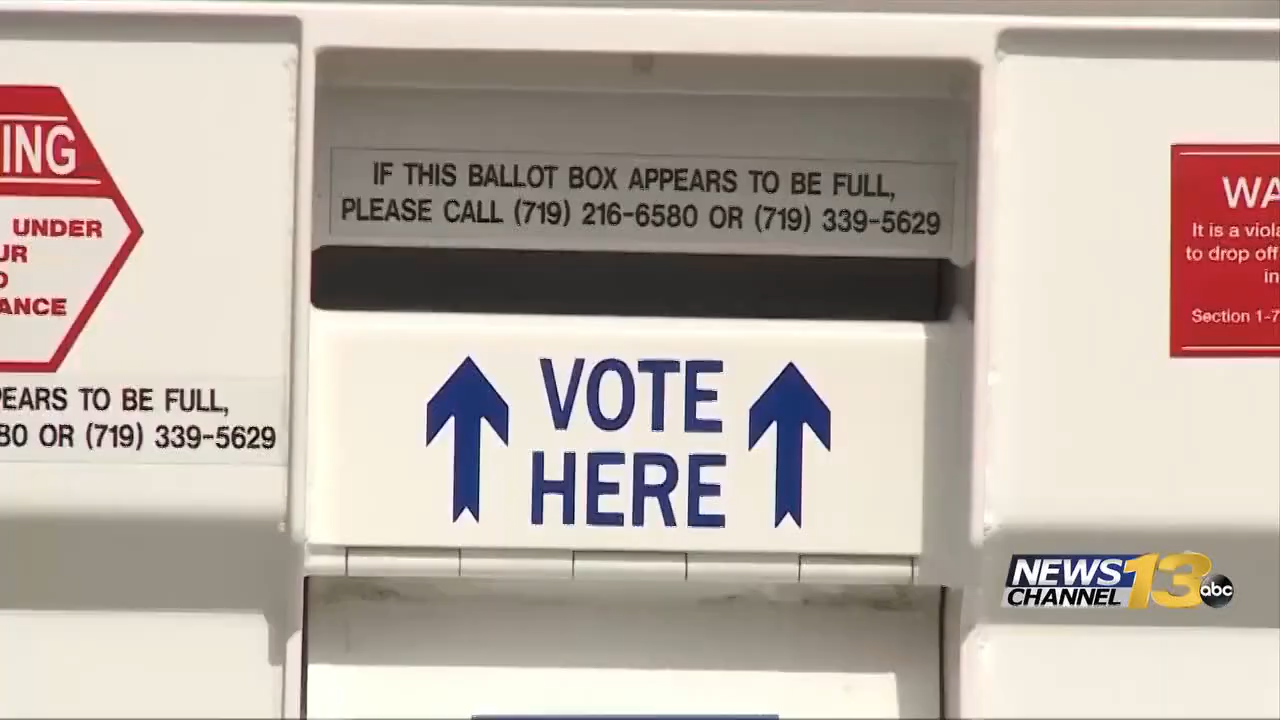 ING
UNDER
UR
ANCE
EARS TO BE FULL,
80 OR (719) 339-5629
IF THIS BALLOT BOX APPEARS TO BE FULL,
PLEASE CALL (719) 216-6580 OR (719) 339-5629
VOTE
HERE
WA
It is a viola
to drop off
in
Section 1-7
NEWS 13
CHANNEL abc